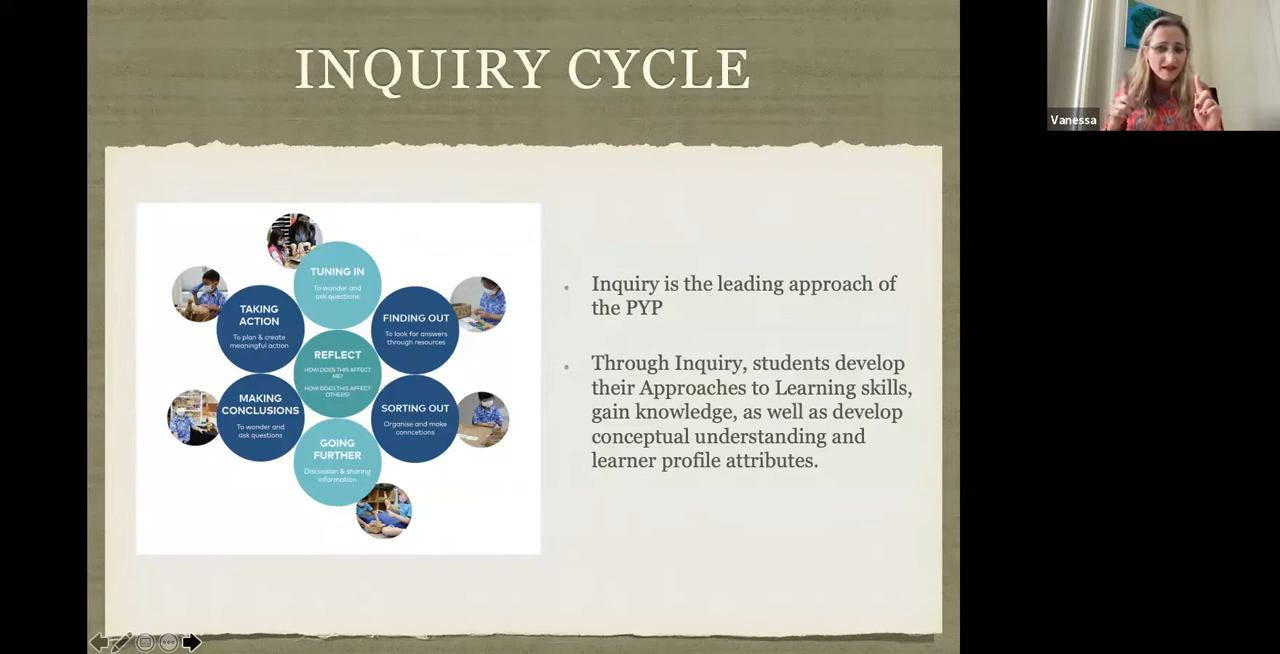 INQUIRY CYCLE
Vanessa
TUNING IN
To wonder and
ask questions
TAKING
ACTION
To plan & create
meaningful action
FINDING OUT
To look for answers
through resources
REFLECT
HOW DOES THIS AFFECT
ME?
HOW DOES THIS AFFECT
OTHERS?
MAKING
CONCLUSIONS
To wonder and
ask questions
SORTING OUT
Organise and make
conncetions
GOING
FURTHER
Discussion & sharing
information
Inquiry is the leading approach of
the PYP
Through Inquiry, students develop
their Approaches to Learning skills,
gain knowledge, as well as develop
conceptual understanding and
learner profile attributes.